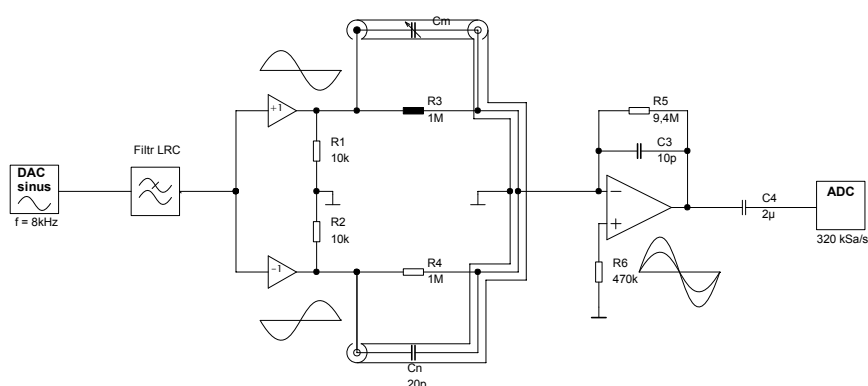 Cm
+1
R3
1M
R5
9,4M
Filtr LRC
R1
10k
C3
10p
DAC
sinus
f = 8kHz
C4
2µ
ADC
320 kSa/s
R2
10k
−
+
−1
R4
1M
R6
470k
Cn
20p